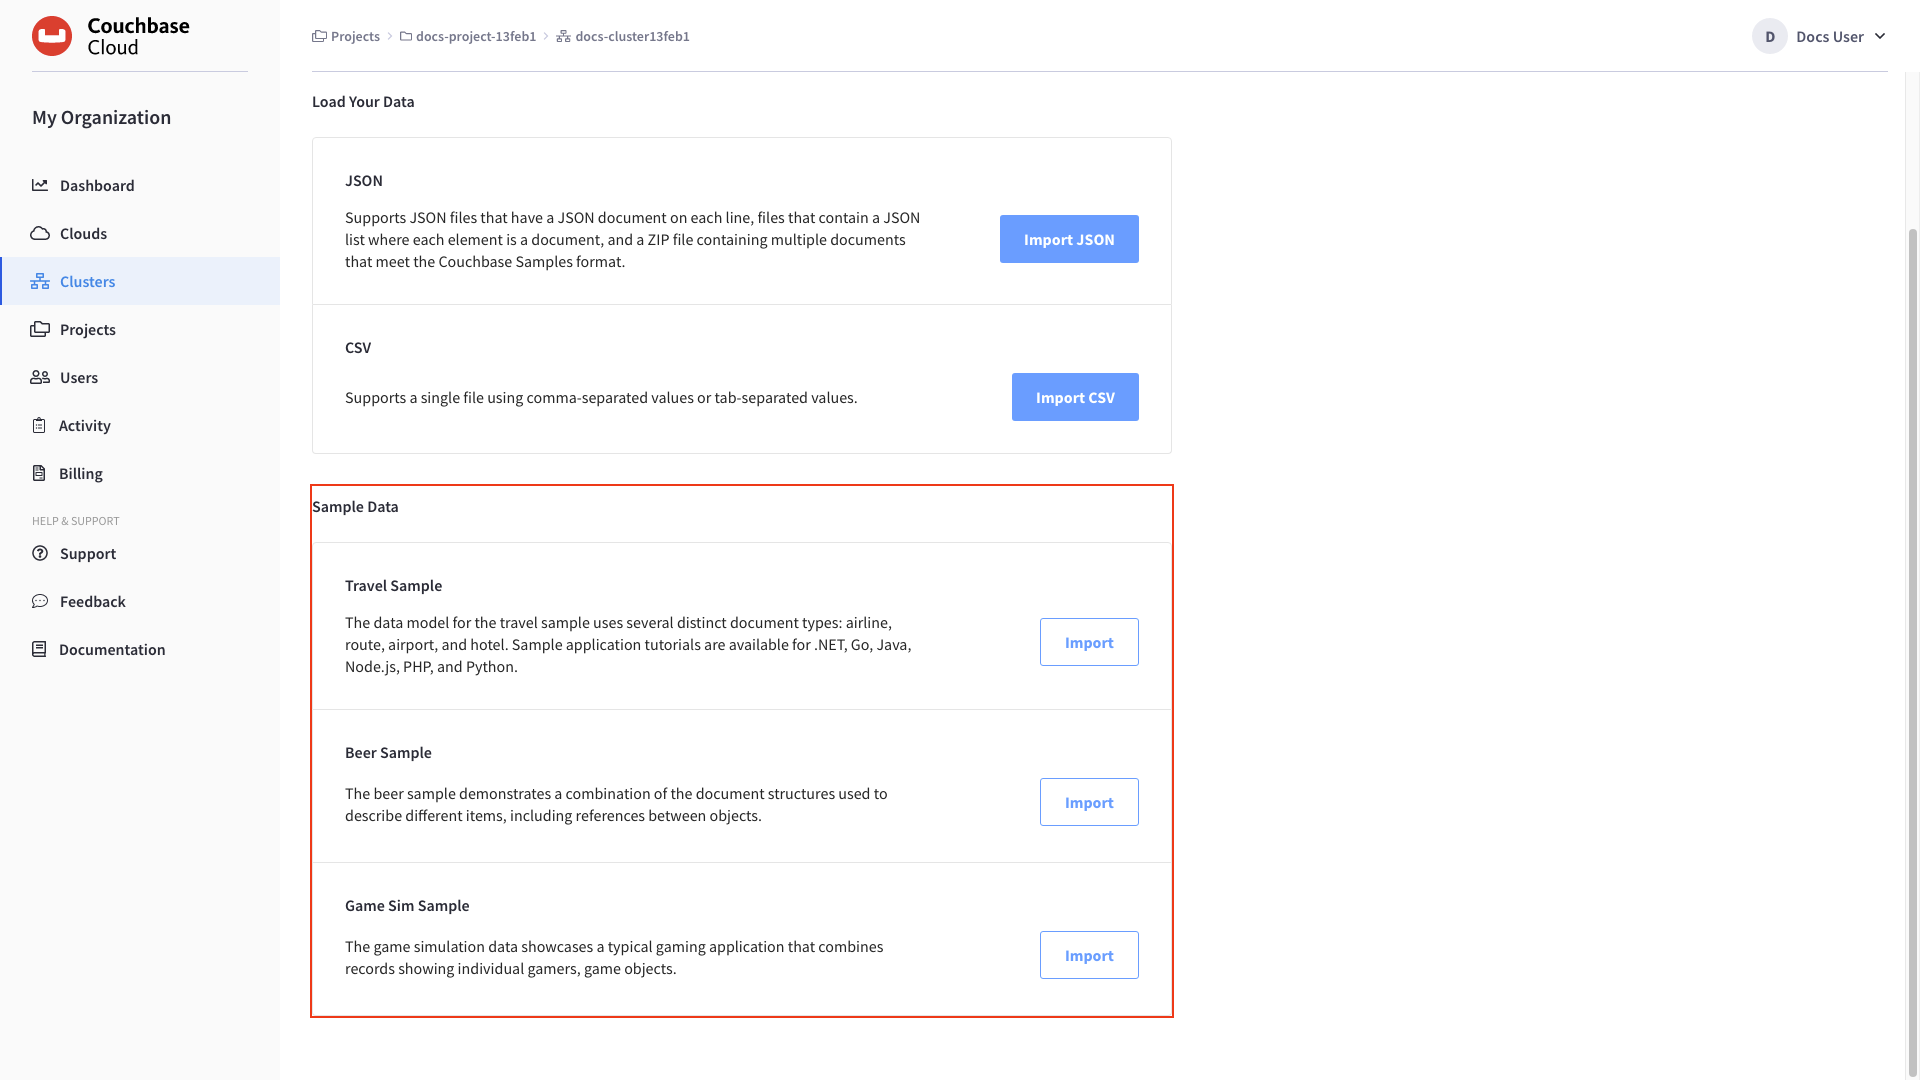 Couchbase
Cloud
My Organization
Dashboard
Clouds
Clusters
Projects
Users
Activity
Billing
HELP & SUPPORT
Support
Feedback
Documentation
Projects
docs-project-13feb1
docs-cluster13feb1
D
Docs User
Load Your Data
JSON
Supports JSON files that have a JSON document on each line, files that contain a JSON
list where each element is a document, and a ZIP file containing multiple documents
that meet the Couchbase Samples format.
Import JSON
CSV
Supports a single file using comma-separated values or tab-separated values.
Import CSV
Sample Data
Travel Sample
The data model for the travel sample uses several distinct document types: airline,
route, airport, and hotel. Sample application tutorials are available for .NET, Go, Java,
Node.js, PHP, and Python.
Import
Beer Sample
The beer sample demonstrates a combination of the document structures used to
describe different items, including references between objects.
Import
Game Sim Sample
The game simulation data showcases a typical gaming application that combines
records showing individual gamers, game objects.
Import